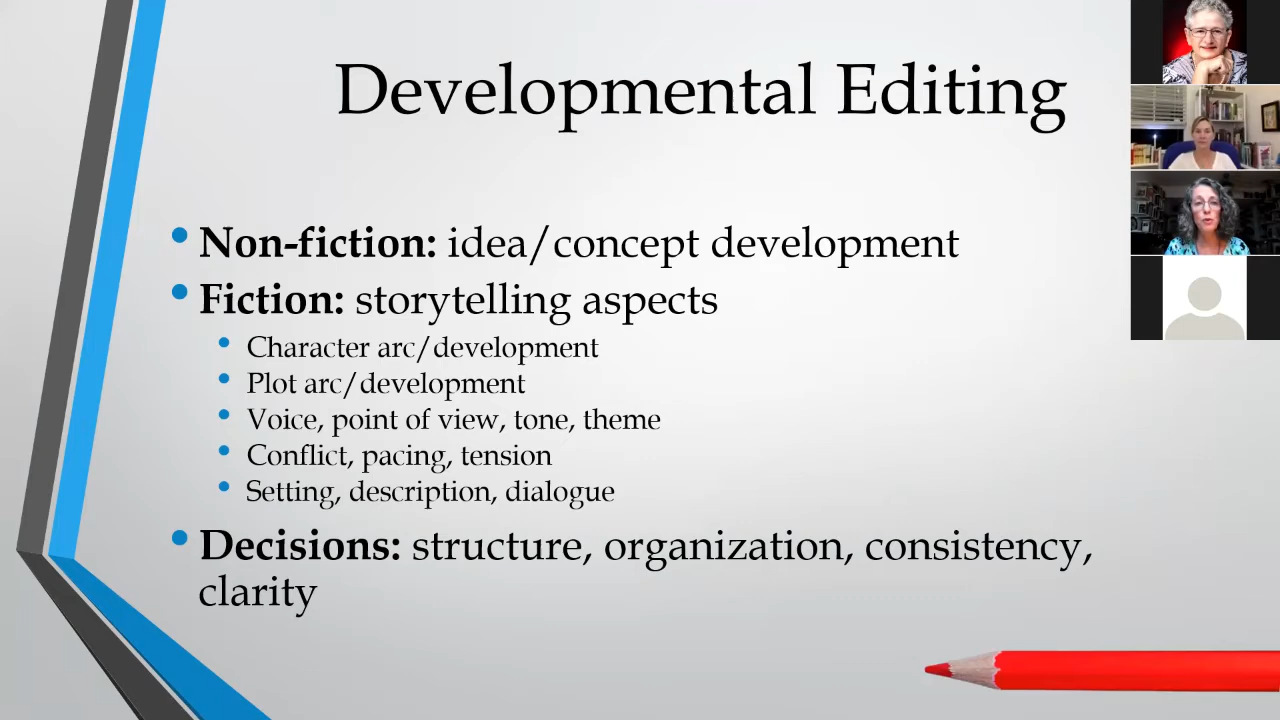 Developmental Editing
• Non-fiction: idea/concept development
• Fiction: storytelling aspects
• Character arc/development
• Plot arc/development
• Voice, point of view, tone, theme
• Conflict, pacing, tension
• Setting, description, dialogue
• Decisions: structure, organization, consistency,
clarity